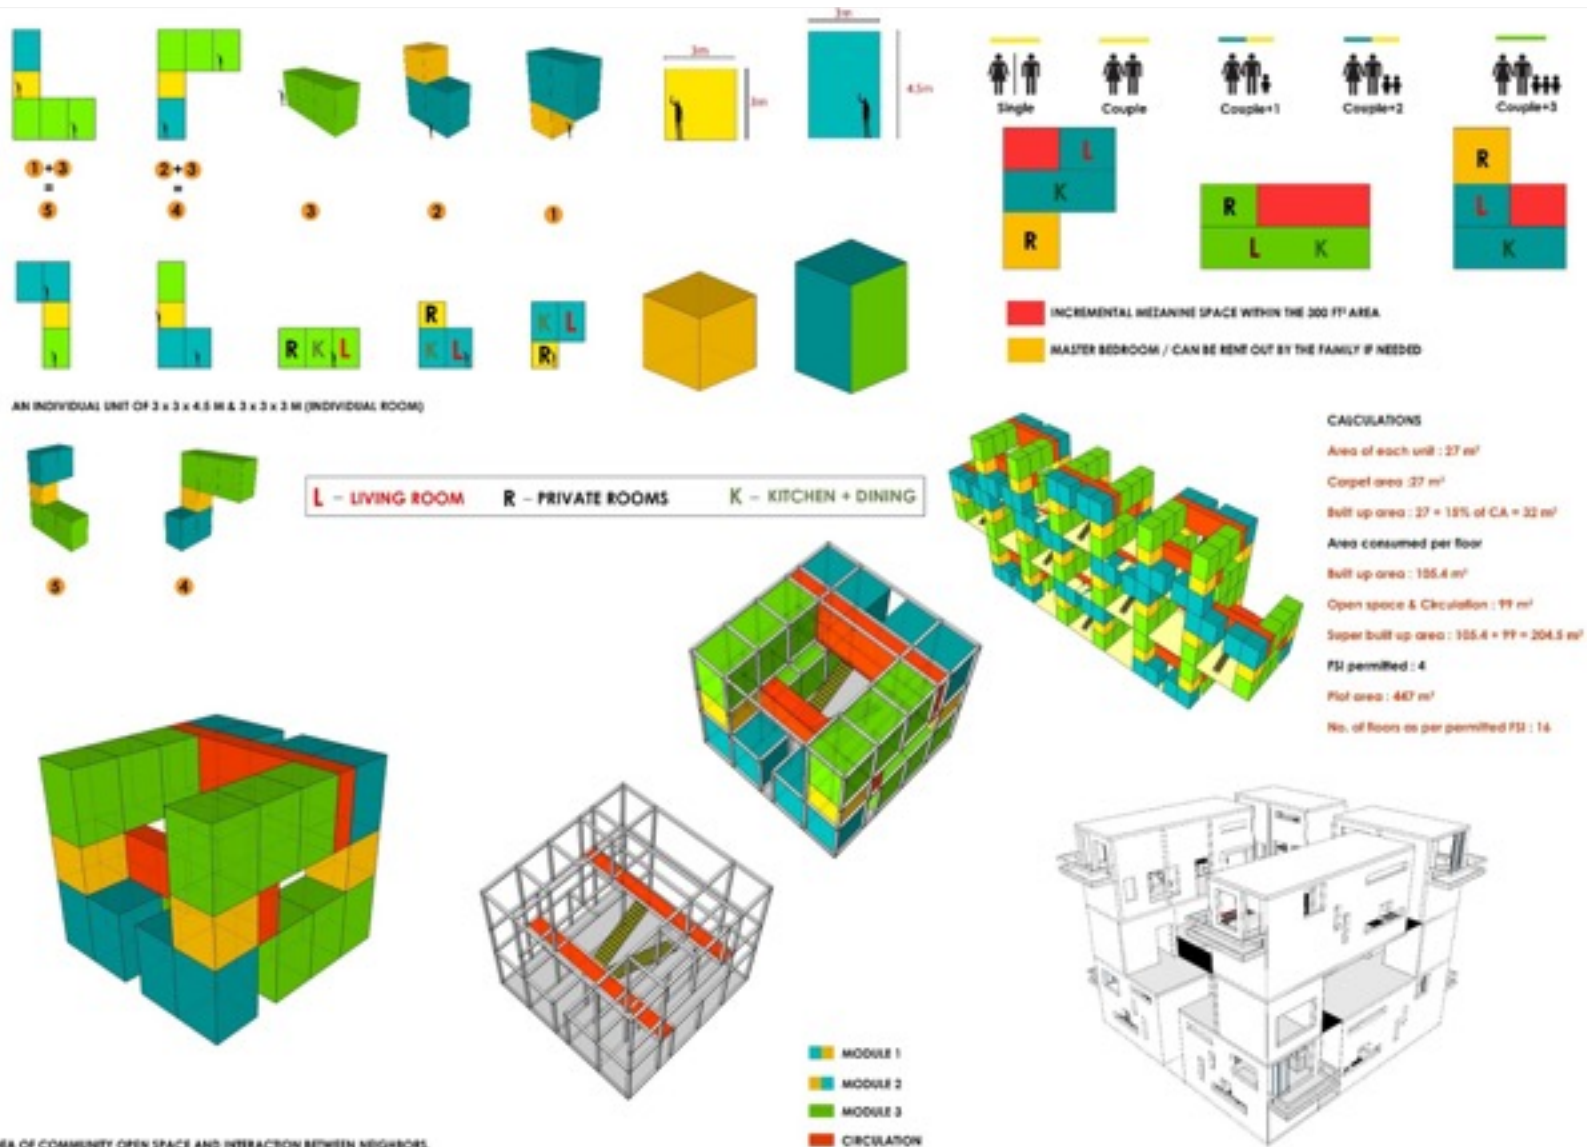 3m
3m
3m
3m
4.5m
Single
Couple
Couple+1
Couple+2
Couple+3
1+3
=
5
2+3
=
4
3
2
1
L
K
R
R
L K
R
L
K
INCREMENTAL MEZANINE SPACE WITHIN THE 300 FT² AREA
MASTER BEDROOM / CAN BE RENT OUT BY THE FAMILY IF NEEDED
R K L
R
K L
K L
R
AN INDIVIDUAL UNIT OF 3 x 3 x 4.5 M & 3 x 3 x 3 M (INDIVIDUAL ROOM)
L – LIVING ROOM R – PRIVATE ROOMS K – KITCHEN + DINING
5
4
CALCULATIONS
Area of each unit : 27 m²
Carpet area :27 m²
Built up area : 27 + 15% of CA = 32 m²
Area consumed per floor
Built up area : 105.4 m²
Open space & Circulation : 99 m²
Super built up area : 105.4 + 99 = 204.5 m²
FSI permitted : 4
Plot area : 447 m²
No. of floors as per permitted FSI : 16
MODULE 1
MODULE 2
MODULE 3
CIRCULATION
OF COMMUNITY OPEN SPACE AND INTERACTION BETWEEN NEIGHBORS